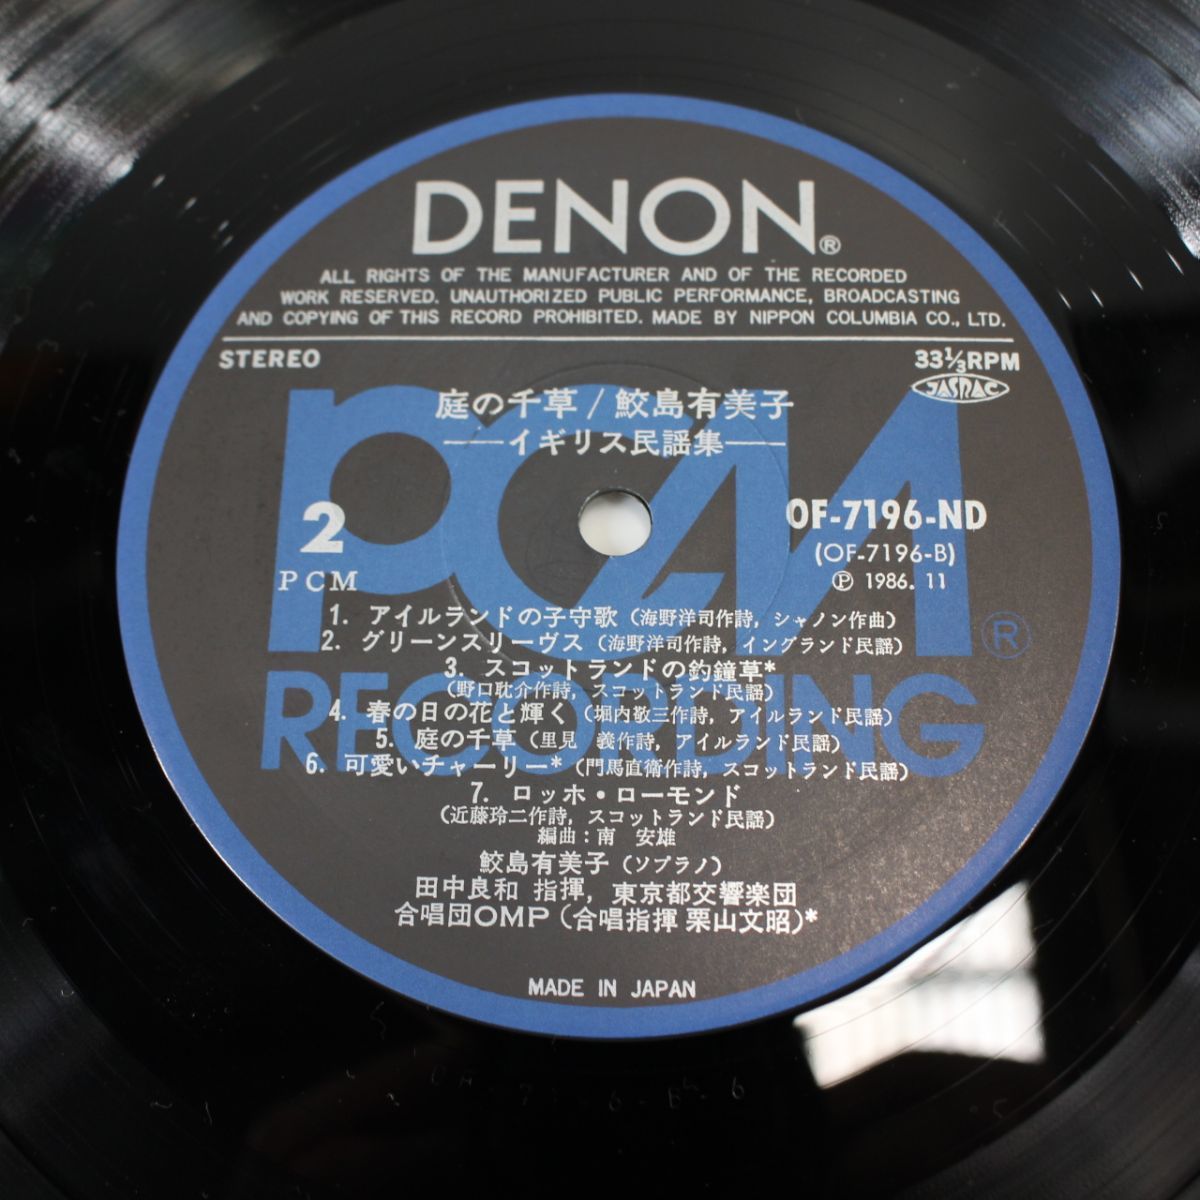 DENON®
ALL RIGHTS OF THE MANUFACTURER AND OF THE RECORDED
WORK RESERVED. UNAUTHORIZED PUBLIC PERFORMANCE, BROADCASTING
AND COPYING OF THIS RECORD PROHIBITED. MADE BY NIPPON COLUMBIA CO., LTD.
STEREO
33⅓RPM
JASRAC
庭の千草/鮫島有美子
―イギリス民謡集―
PCM
RECORDING®
2
PCM
OF-7196-ND
(OF-7196-B)
Ⓟ 1986. 11
1. アイルランドの子守歌(海野洋司作詩, シャノン作曲)
2. グリーンスリーヴス(海野洋司作詩, イングランド民謡)
3. スコットランドの釣鐘草*
(野口耽介作詩, スコットランド民謡)
4. 春の日の花と輝く(堀内敬三作詩, アイルランド民謡)
5. 庭の千草(里見 義作詩, アイルランド民謡)
6. 可愛いチャーリー*(門馬直衛作詩, スコットランド民謡)
7. ロッホ・ローモンド
(近藤玲二作詩, スコットランド民謡)
編曲:南 安雄
鮫島有美子(ソプラノ)
田中良和 指揮, 東京都交響楽団
合唱団OMP(合唱指揮 栗山文昭)*
MADE IN JAPAN